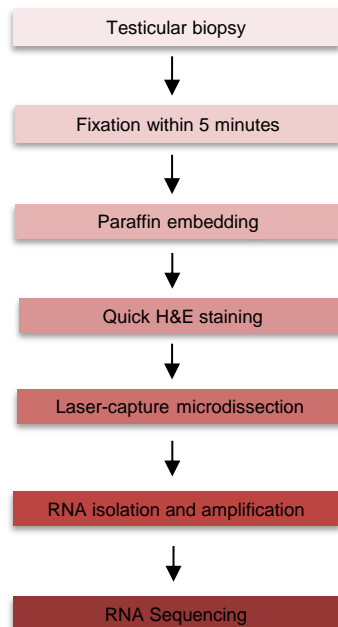 Testicular biopsy
Fixation within 5 minutes
Paraffin embedding
Quick H&E staining
Laser-capture microdissection
RNA isolation and amplification
RNA Sequencing